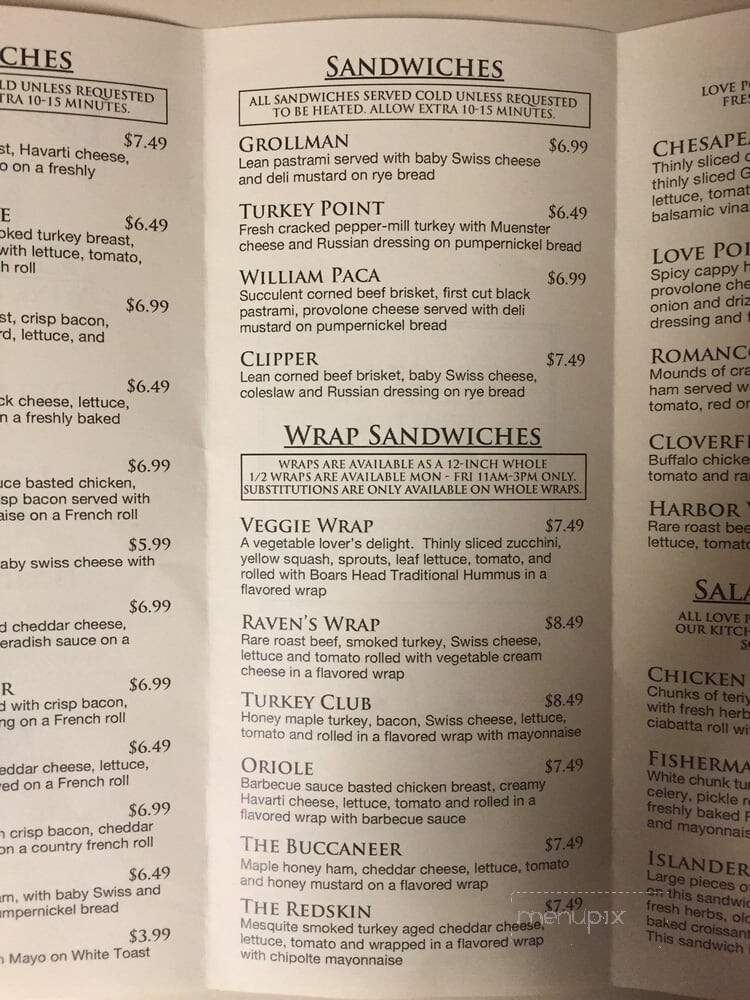 CHES
LD UNLESS REQUESTED
TRA 10-15 MINUTES.
$7.49
st, Havarti cheese,
o on a freshly
E
$6.49
oked turkey breast,
with lettuce, tomato,
h roll
$6.99
st, crisp bacon,
rd, lettuce, and
$6.49
ck cheese, lettuce,
n a freshly baked
$6.99
uce basted chicken,
sp bacon served with
aise on a French roll
$5.99
aby swiss cheese with
$6.99
d cheddar cheese,
eradish sauce on a
R
$6.99
d with crisp bacon,
ng on a French roll
$6.49
eddar cheese, lettuce,
ved on a French roll
$6.99
h crisp bacon, cheddar
on a country french roll
$6.49
am, with baby Swiss and
umpernickel bread
$3.99
h Mayo on White Toast
SANDWICHES
ALL SANDWICHES SERVED COLD UNLESS REQUESTED
TO BE HEATED. ALLOW EXTRA 10-15 MINUTES.
GROLLMAN $6.99
Lean pastrami served with baby Swiss cheese
and deli mustard on rye bread
TURKEY POINT $6.49
Fresh cracked pepper-mill turkey with Muenster
cheese and Russian dressing on pumpernickel bread
WILLIAM PACA $6.99
Succulent corned beef brisket, first cut black
pastrami, provolone cheese served with deli
mustard on pumpernickel bread
CLIPPER $7.49
Lean corned beef brisket, baby Swiss cheese,
coleslaw and Russian dressing on rye bread
WRAP SANDWICHES
WRAPS ARE AVAILABLE AS A 12-INCH WHOLE
1/2 WRAPS ARE AVAILABLE MON - FRI 11AM-3PM ONLY.
SUBSTITUTIONS ARE ONLY AVAILABLE ON WHOLE WRAPS.
VEGGIE WRAP $7.49
A vegetable lover's delight. Thinly sliced zucchini,
yellow squash, sprouts, leaf lettuce, tomato, and
rolled with Boars Head Traditional Hummus in a
flavored wrap
RAVEN'S WRAP $8.49
Rare roast beef, smoked turkey, Swiss cheese,
lettuce and tomato rolled with vegetable cream
cheese in a flavored wrap
TURKEY CLUB $8.49
Honey maple turkey, bacon, Swiss cheese, lettuce,
tomato and rolled in a flavored wrap with mayonnaise
ORIOLE $7.49
Barbecue sauce basted chicken breast, creamy
Havarti cheese, lettuce, tomato and rolled in a
flavored wrap with barbecue sauce
THE BUCCANEER $7.49
Maple honey ham, cheddar cheese, lettuce, tomato
and honey mustard on a flavored wrap
THE REDSKIN $7.49
Mesquite smoked turkey aged cheddar cheese,
lettuce, tomato and wrapped in a flavored wrap
with chipolte mayonnaise
menupix
LOVE PO
FRES
CHESAPEA
Thinly sliced
thinly sliced G
lettuce, tomat
balsamic vina
LOVE POI
Spicy cappy h
provolone che
onion and driz
dressing and
ROMANCO
Mounds of cra
ham served w
tomato, red on
CLOVERFI
Buffalo chicke
tomato and ra
HARBOR
Rare roast bee
lettuce, tomato
SALA
ALL LOVE
OUR KITCH
CHICKEN
Chunks of teriy
with fresh herb
ciabatta roll wi
FISHERMA
White chunk tun
celery, pickle re
freshly baked F
and mayonnais
ISLANDER
Large pieces of
on this sandwic
fresh herbs, old
baked croissant
This sandwich